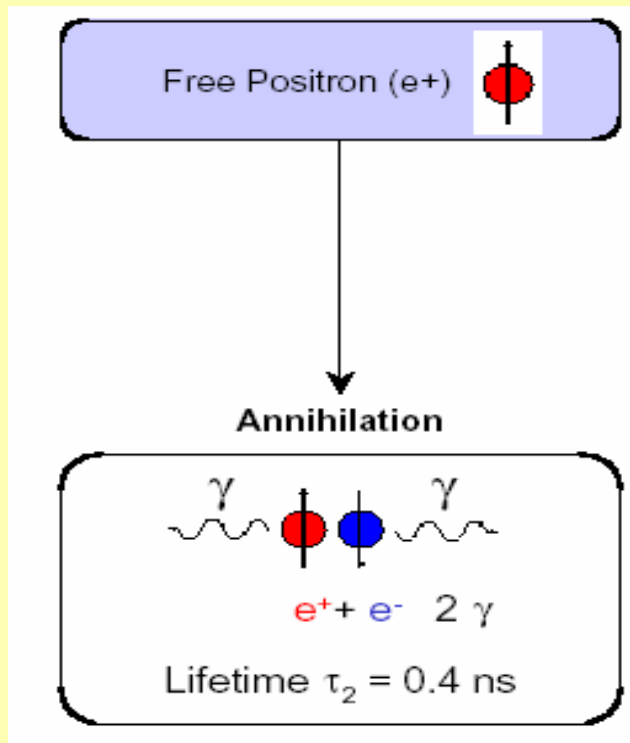 Free Positron (e+)
Annihilation
γ γ
e⁺+ e⁻ 2 γ
Lifetime τ₂ = 0.4 ns